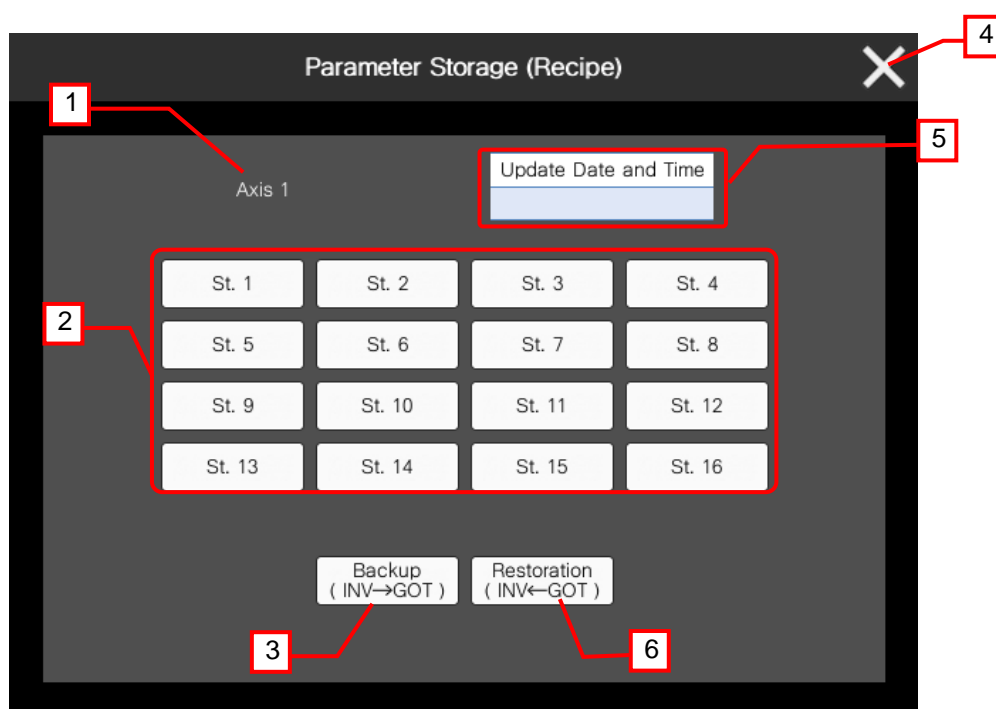 4
Parameter Storage (Recipe)
1
5
Update Date and Time
Axis 1
St. 1 St. 2 St. 3 St. 4
2
St. 5 St. 6 St. 7 St. 8
St. 9 St. 10 St. 11 St. 12
St. 13 St. 14 St. 15 St. 16
Backup
( INV→GOT )
Restoration
( INV←GOT )
3
6